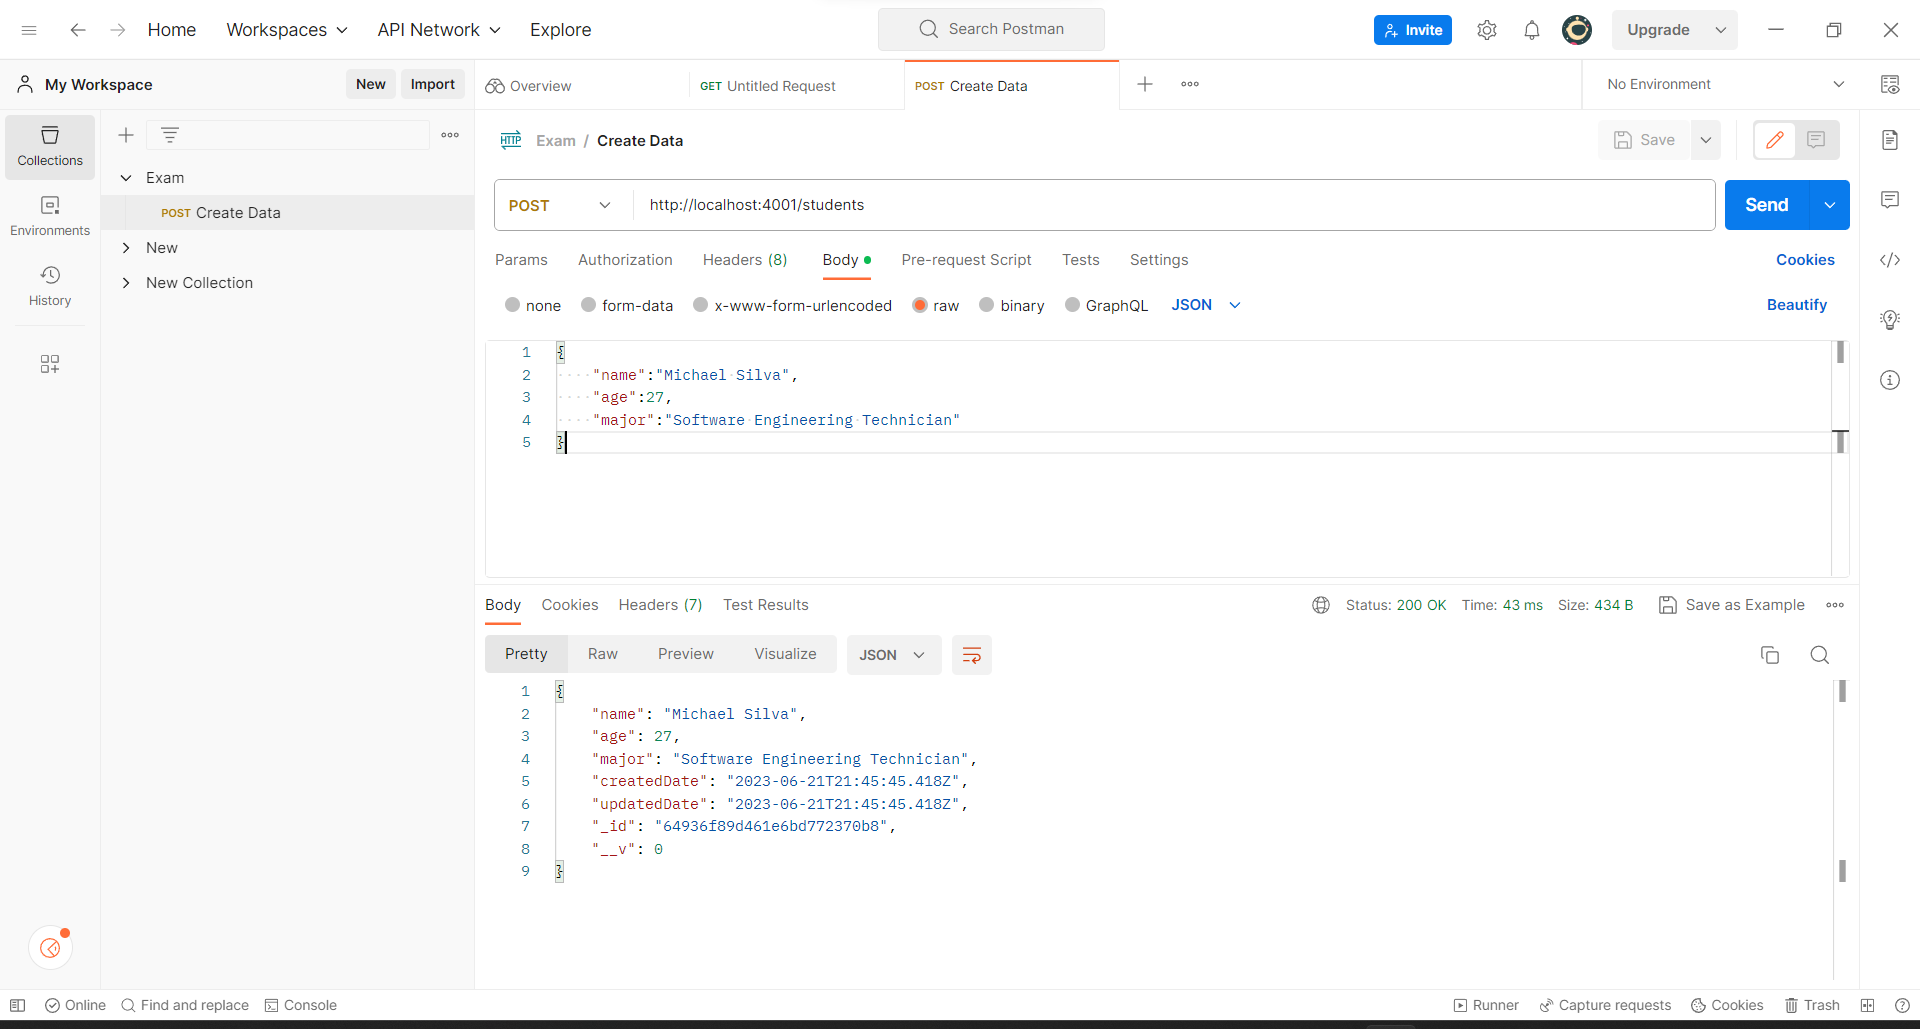 Home Workspaces API Network Explore Search Postman Invite Upgrade
My Workspace New Import Overview GET Untitled Request POST Create Data No Environment
Collections
Environments
History
Exam
POST Create Data
New
New Collection
HTTP Exam / Create Data Save
POST http://localhost:4001/students Send
Params Authorization Headers (8) Body Pre-request Script Tests Settings Cookies
none form-data x-www-form-urlencoded raw binary GraphQL JSON Beautify
1 {
2 "name":"Michael Silva",
3 "age":27,
4 "major":"Software Engineering Technician"
5 }
Body Cookies Headers (7) Test Results Status: 200 OK Time: 43 ms Size: 434 B Save as Example
Pretty Raw Preview Visualize JSON
1 {
2 "name": "Michael Silva",
3 "age": 27,
4 "major": "Software Engineering Technician",
5 "createdDate": "2023-06-21T21:45:45.418Z",
6 "updatedDate": "2023-06-21T21:45:45.418Z",
7 "_id": "64936f89d461e6bd772370b8",
8 "__v": 0
9 }
Online Find and replace Console Runner Capture requests Cookies Trash